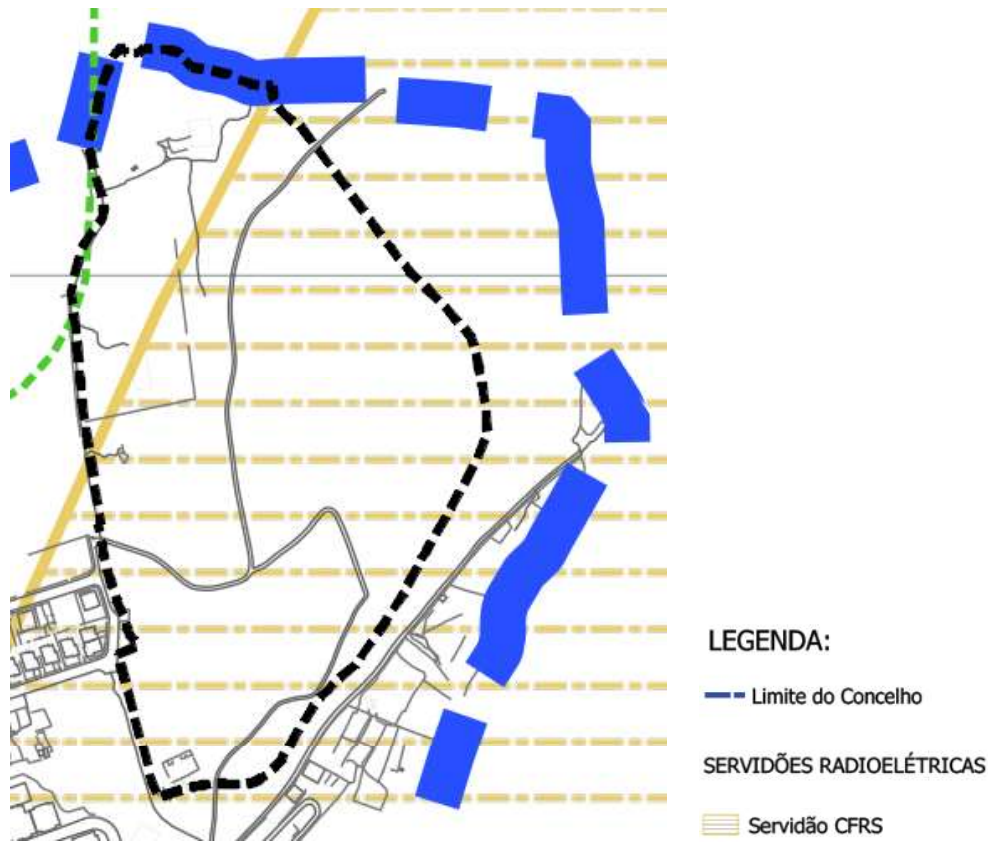 LEGENDA:
Limite do Concelho
SERVIDÕES RADIOELÉTRICAS
Servidão CFRS